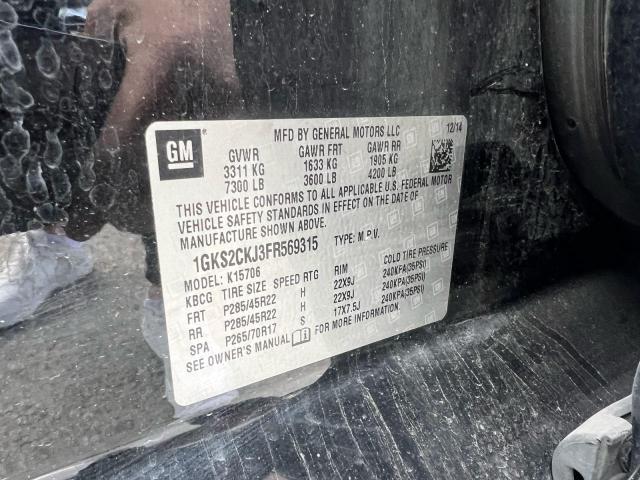 GM
MFD BY GENERAL MOTORS LLC 12/14
GVWR GAWR FRT GAWR RR
3311 KG 1633 KG 1905 KG
7300 LB 3600 LB 4200 LB
THIS VEHICLE CONFORMS TO ALL APPLICABLE U.S. FEDERAL MOTOR
VEHICLE SAFETY STANDARDS IN EFFECT ON THE DATE OF
MANUFACTURE SHOWN ABOVE.
1GKS2CKJ3FR569315 TYPE: M.P.V.
MODEL: K15706
KBCG TIRE SIZE SPEED RTG RIM COLD TIRE PRESSURE
FRT P285/45R22 H 22X9J 240KPA(35PSI)
RR P285/45R22 H 22X9J 240KPA(35PSI)
SPA P265/70R17 S 17X7.5J 240KPA(35PSI)
SEE OWNER'S MANUAL FOR MORE INFORMATION.